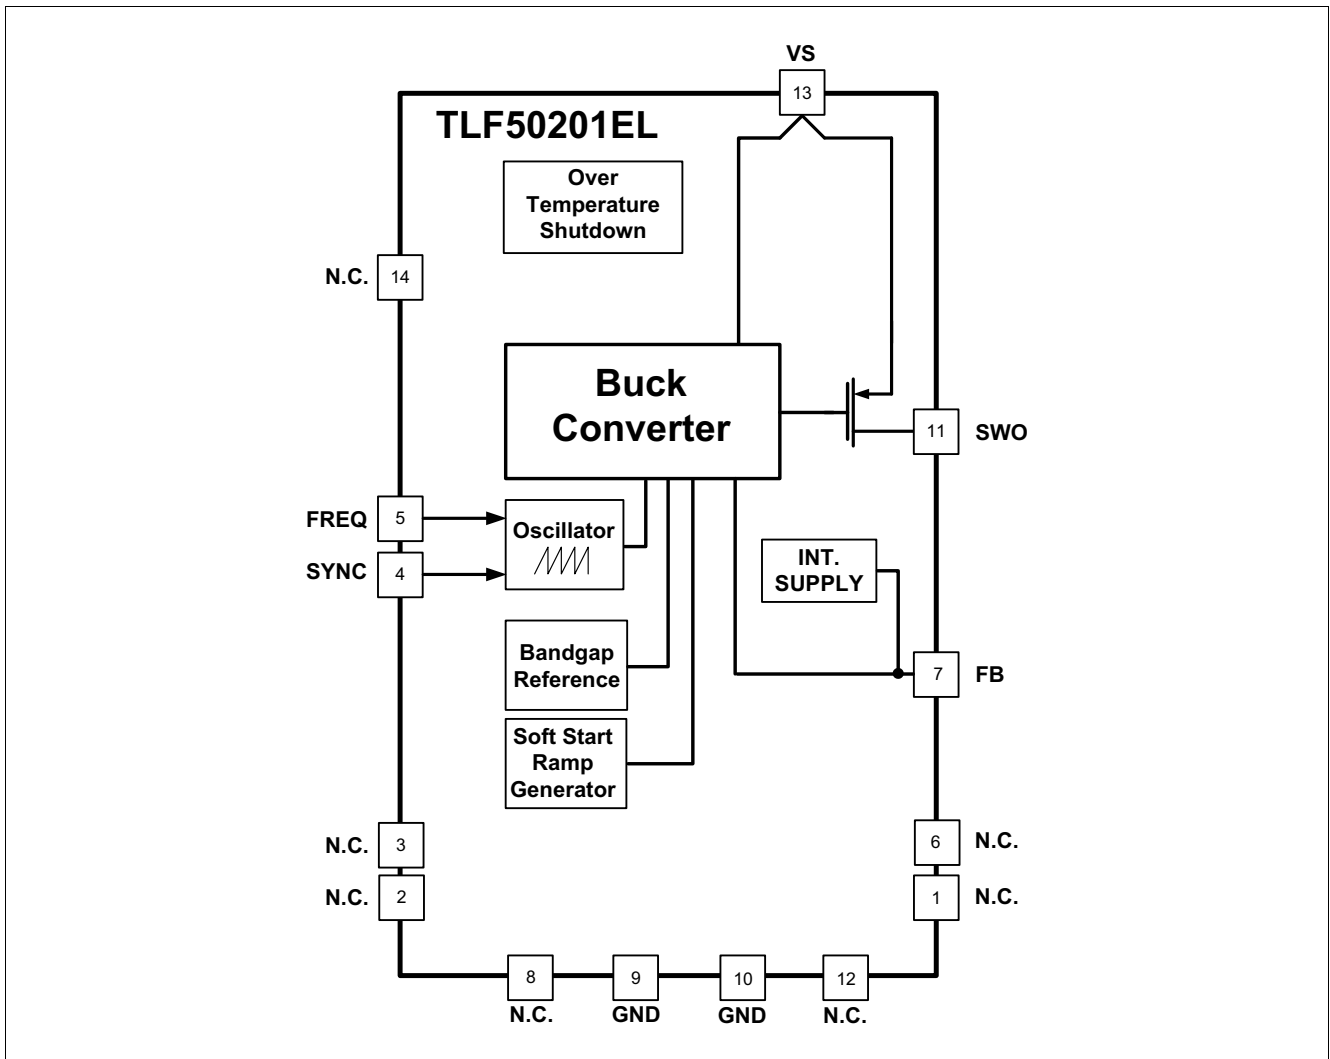 VS
13
TLF50201EL
Over
Temperature
Shutdown
N.C.
14
Buck
Converter
11
SWO
FREQ
5
Oscillator
SYNC
4
INT.
SUPPLY
Bandgap
Reference
7
FB
Soft Start
Ramp
Generator
N.C.
3
6
N.C.
N.C.
2
1
N.C.
8
9
10
12
N.C.
GND
GND
N.C.